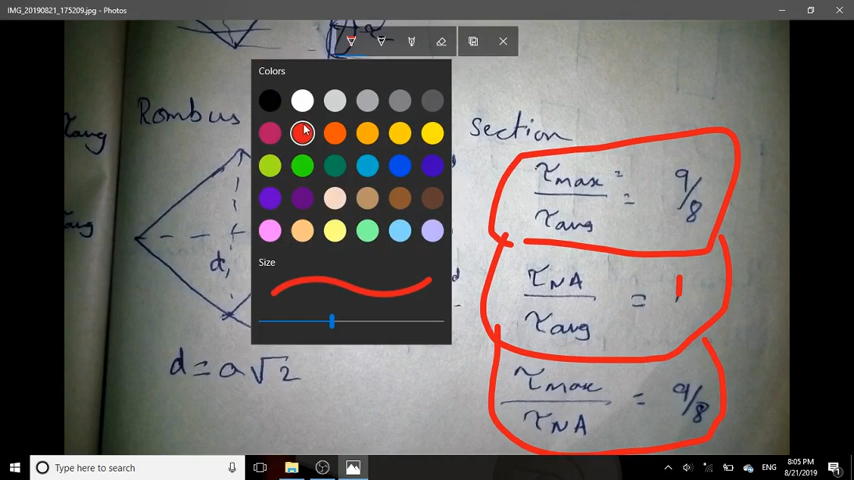 IMG_20190821_175209.jpg - Photos
Colors
Rombus
section
τmax/τavg = 9/8
τavg
τNA/τavg = 1
τavg
d,
Size
d = a√2
τmax/τNA = 9/8
Type here to search
ENG
8:05 PM
8/21/2019